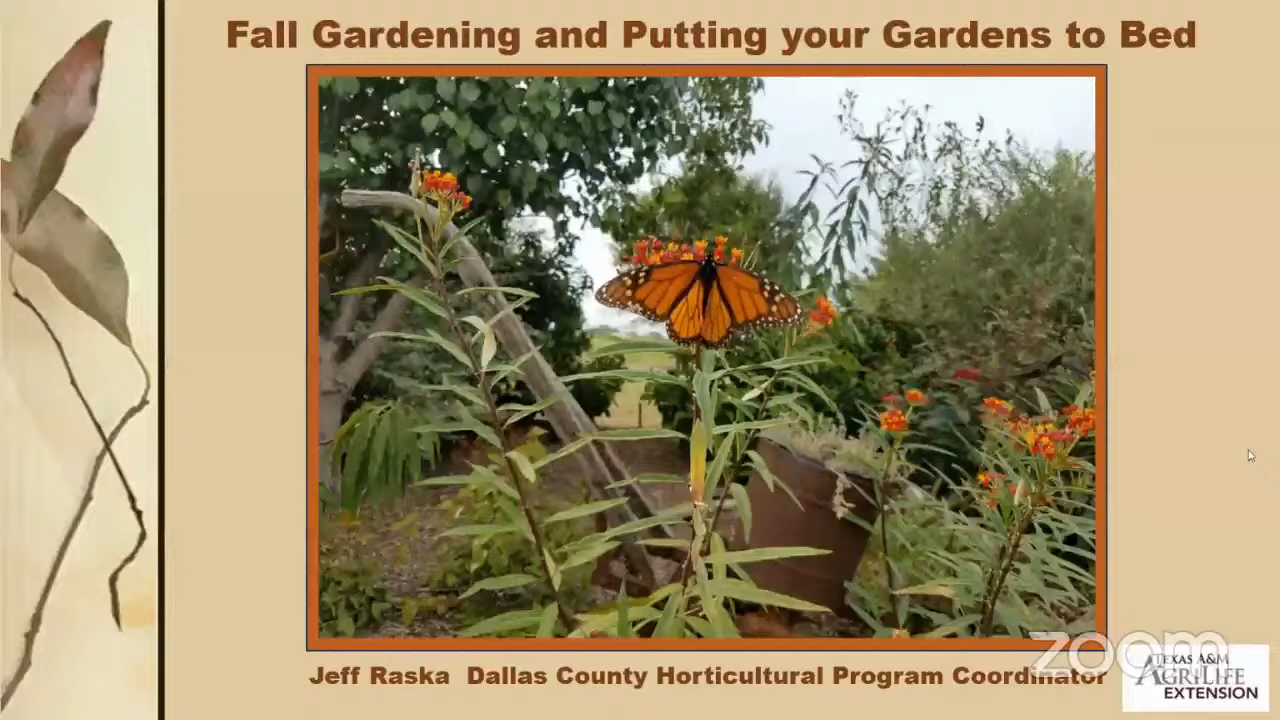 Fall Gardening and Putting your Gardens to Bed
Jeff Raska  Dallas County Horticultural Program Coordinator
zoom
TEXAS A&M
AGRILIFE
EXTENSION